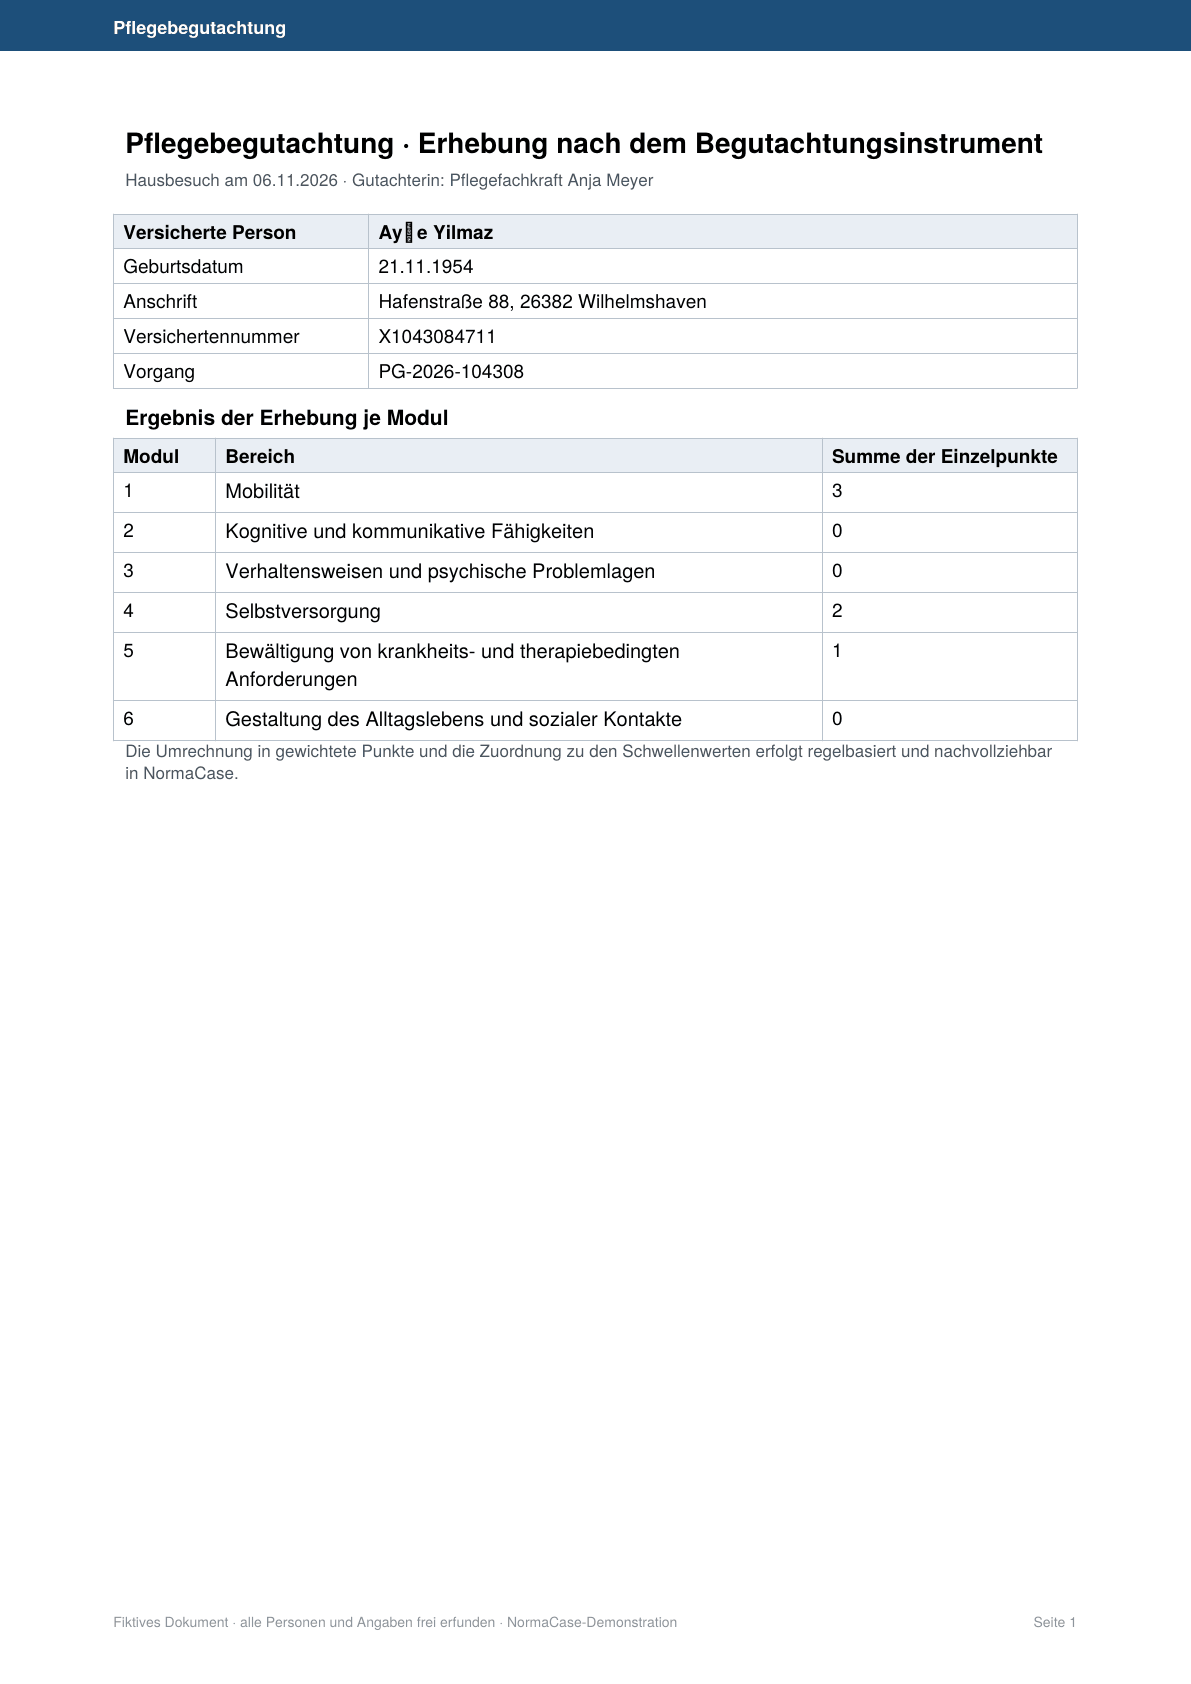 Pflegebegutachtung
Pflegebegutachtung · Erhebung nach dem Begutachtungsinstrument
Hausbesuch am 06.11.2026 · Gutachterin: Pflegefachkraft Anja Meyer
Versicherte Person Ay▯e Yilmaz
Geburtsdatum 21.11.1954
Anschrift Hafenstraße 88, 26382 Wilhelmshaven
Versichertennummer X1043084711
Vorgang PG-2026-104308
Ergebnis der Erhebung je Modul
Modul Bereich Summe der Einzelpunkte
1 Mobilität 3
2 Kognitive und kommunikative Fähigkeiten 0
3 Verhaltensweisen und psychische Problemlagen 0
4 Selbstversorgung 2
5 Bewältigung von krankheits- und therapiebedingten 1
Anforderungen
6 Gestaltung des Alltagslebens und sozialer Kontakte 0
Die Umrechnung in gewichtete Punkte und die Zuordnung zu den Schwellenwerten erfolgt regelbasiert und nachvollziehbar
in NormaCase.
Fiktives Dokument · alle Personen und Angaben frei erfunden · NormaCase-Demonstration Seite 1